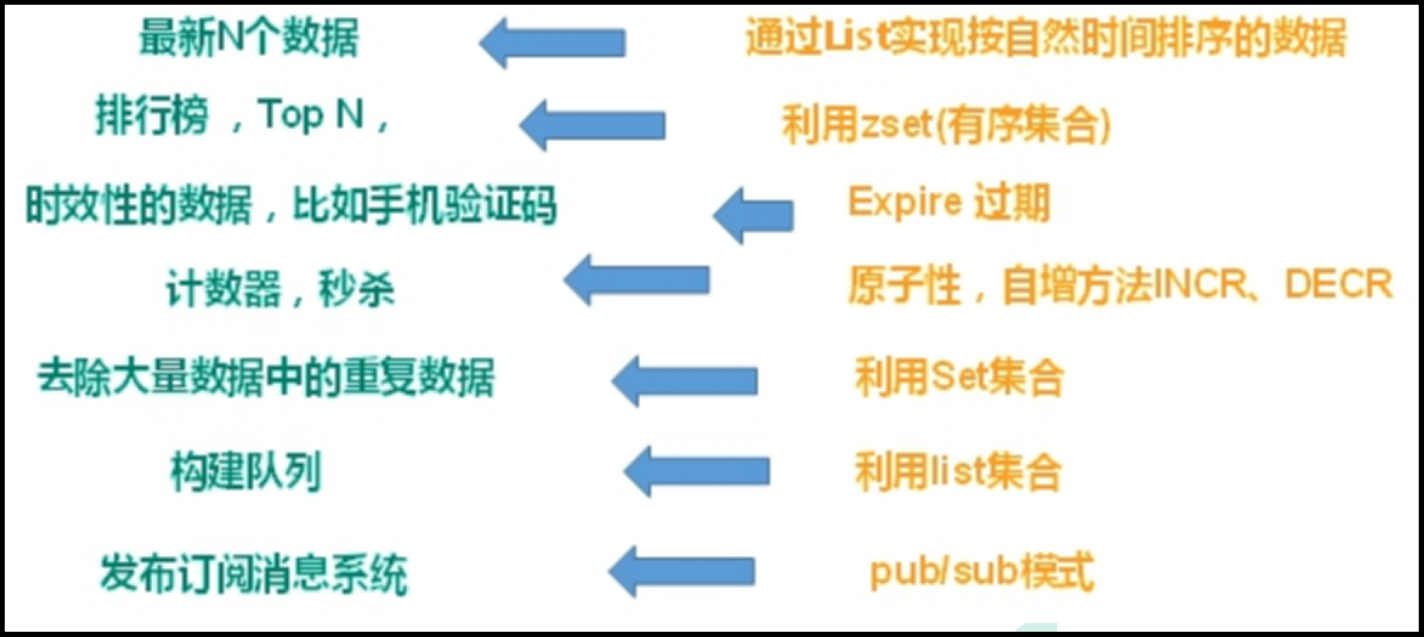 最新N个数据 通过List实现按自然时间排序的数据
排行榜，Top N， 利用zset(有序集合)
时效性的数据，比如手机验证码 Expire 过期
计数器，秒杀 原子性，自增方法INCR、DECR
去除大量数据中的重复数据 利用Set集合
构建队列 利用list集合
发布订阅消息系统 pub/sub模式